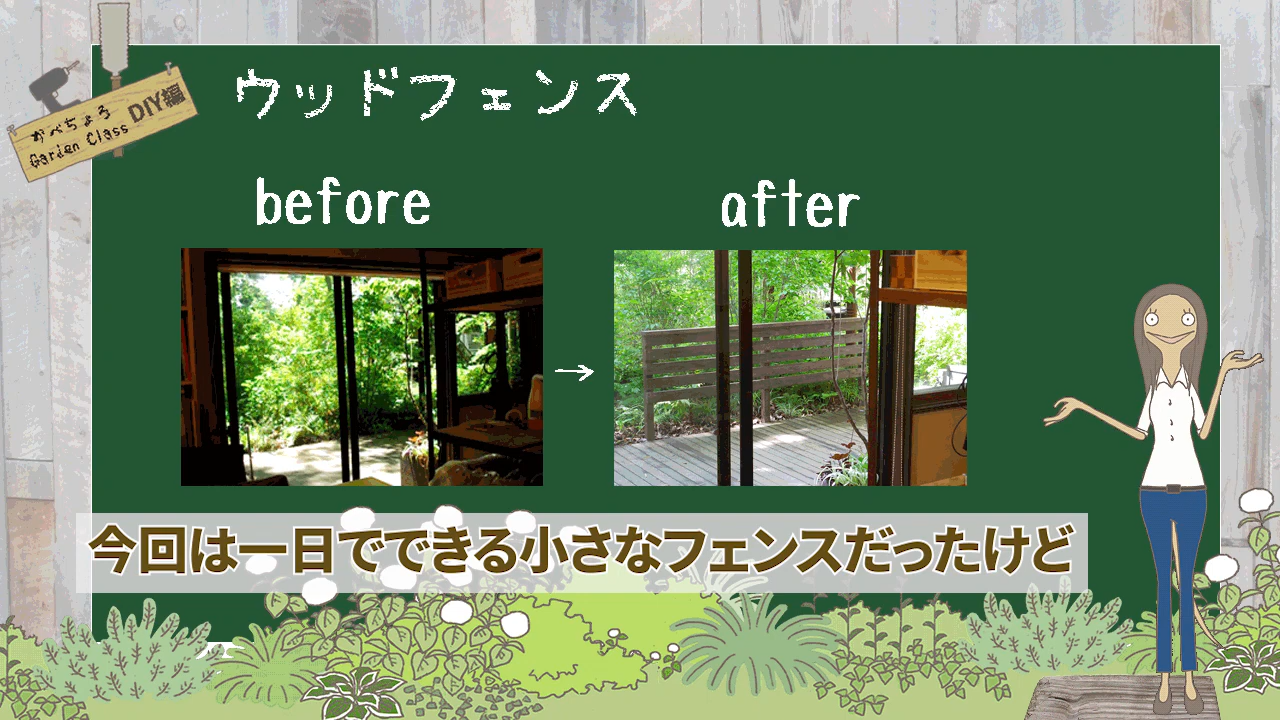 かべちょろ
Garden Class DIY編
ウッドフェンス
before
after
→
今回は一日でできる小さなフェンスだったけど